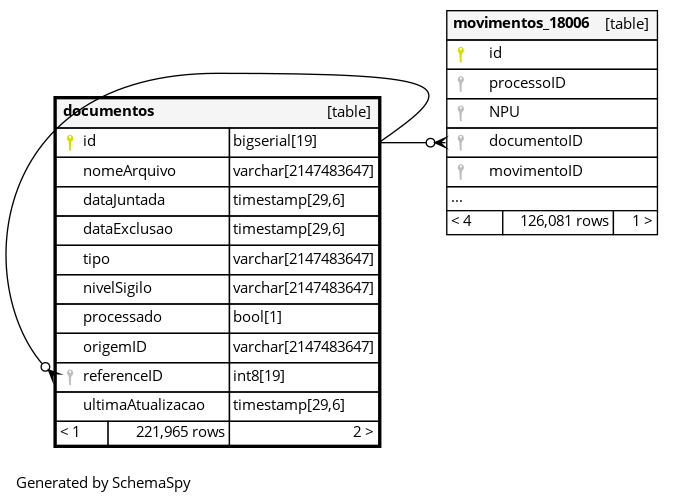 movimentos_18006 [table]
id
processoID
NPU
documentoID
movimentoID
...
< 4 126,081 rows 1 >
documentos [table]
id bigserial[19]
nomeArquivo varchar[2147483647]
dataJuntada timestamp[29,6]
dataExclusao timestamp[29,6]
tipo varchar[2147483647]
nivelSigilo varchar[2147483647]
processado bool[1]
origemID varchar[2147483647]
referenceID int8[19]
ultimaAtualizacao timestamp[29,6]
< 1 221,965 rows 2 >
Generated by SchemaSpy